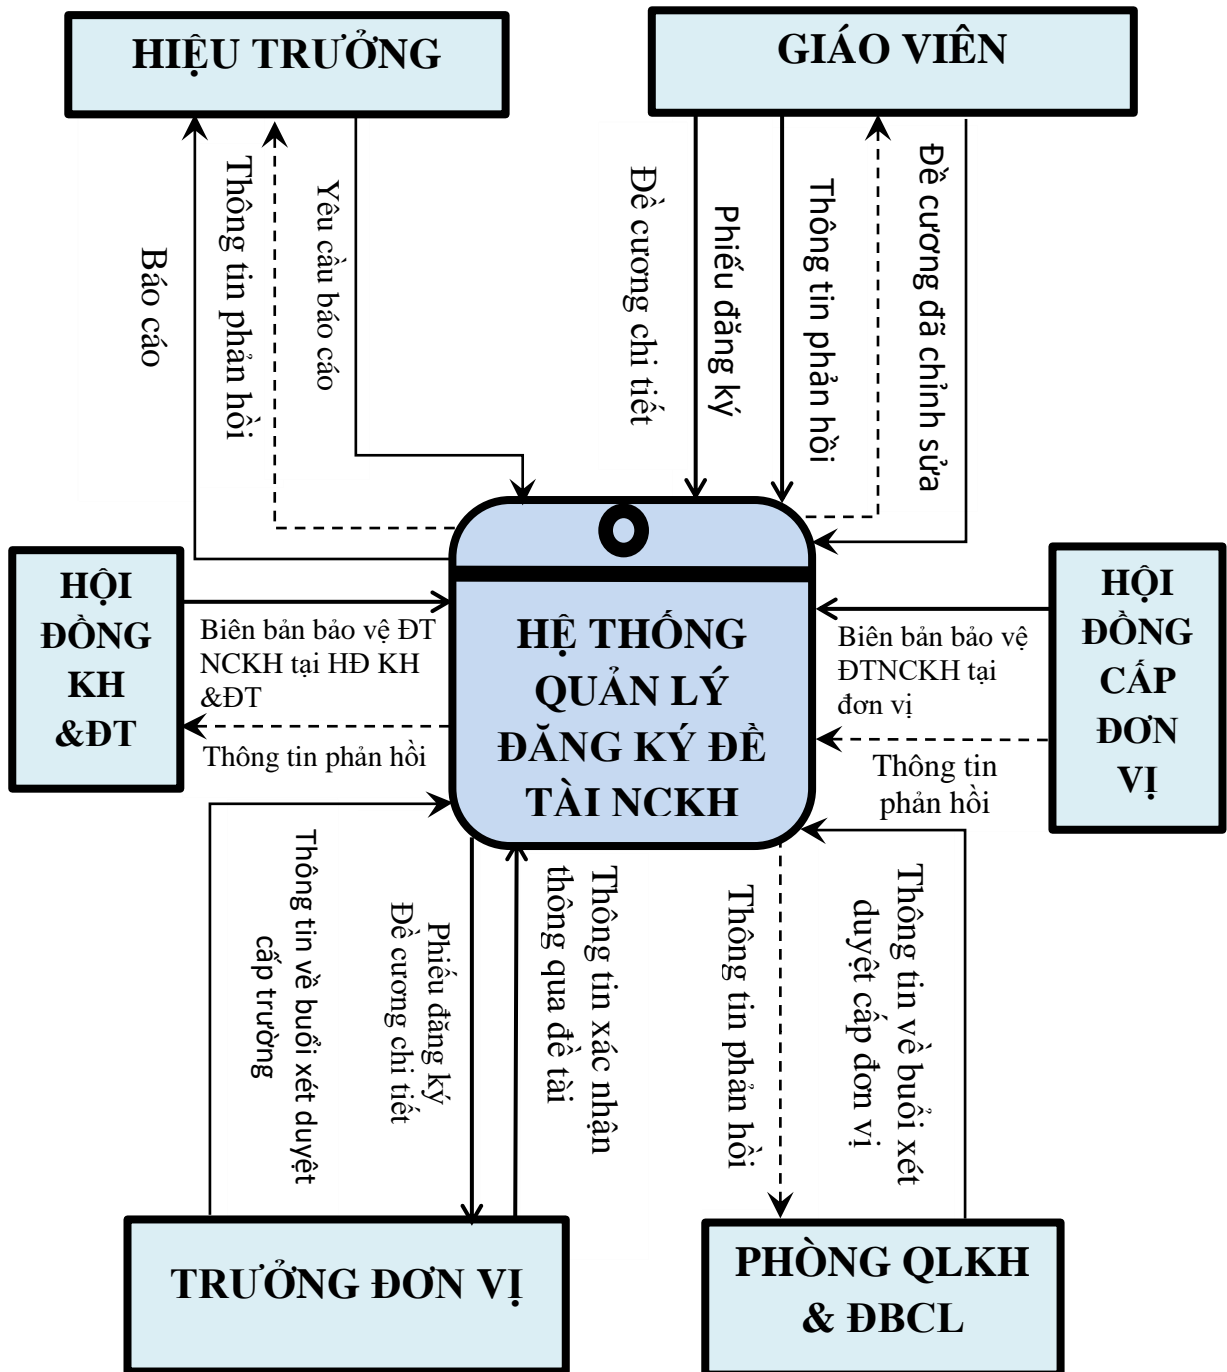 HIỆU TRƯỞNG
GIÁO VIÊN
Báo cáo
Thông tin phản hồi
Yêu cầu báo cáo
Đề cương chi tiết
Phiếu đăng ký
Thông tin phản hồi
Đề cương đã chỉnh sửa
HỘI
ĐỒNG
KH
&ĐT
Biên bản bảo vệ ĐT
NCKH tại HĐ KH
&ĐT
Thông tin phản hồi
HỆ THỐNG
QUẢN LÝ
ĐĂNG KÝ ĐỀ
TÀI NCKH
Biên bản bảo vệ
ĐTNCKH tại
đơn vị
Thông tin
phản hồi
HỘI
ĐỒNG
CẤP
ĐƠN
VỊ
Thông tin về buổi xét duyệt
cấp trường
Phiếu đăng ký
Đề cương chi tiết
Thông tin xác nhận
thông qua đề tài
Thông tin phản hồi
Thông tin về buổi xét
duyệt cấp đơn vị
TRƯỞNG ĐƠN VỊ
PHÒNG QLKH
& ĐBCL